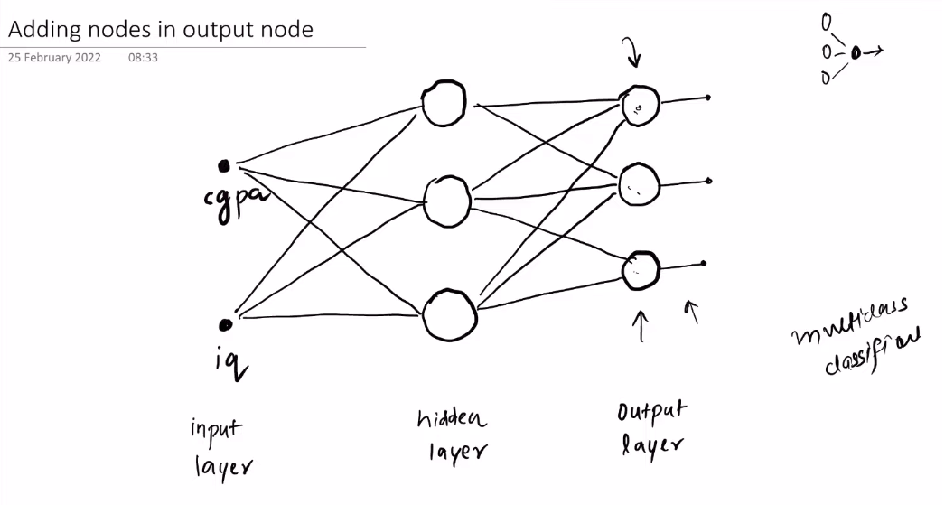 Adding nodes in output node
25 February 2022 08:33
cgpa
iq
input
layer
hidden
layer
output
layer
multiclass